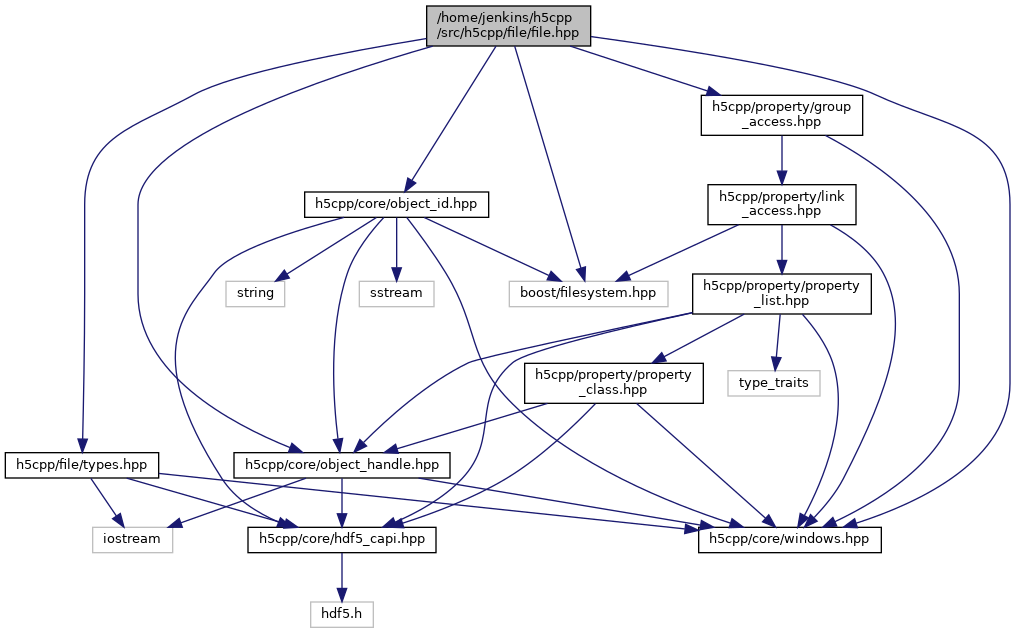 /home/jenkins/h5cpp
/src/h5cpp/file/file.hpp
h5cpp/property/group
_access.hpp
h5cpp/core/object_id.hpp
h5cpp/property/link
_access.hpp
string
sstream
boost/filesystem.hpp
h5cpp/property/property
_list.hpp
h5cpp/property/property
_class.hpp
type_traits
h5cpp/file/types.hpp
h5cpp/core/object_handle.hpp
iostream
h5cpp/core/hdf5_capi.hpp
h5cpp/core/windows.hpp
hdf5.h